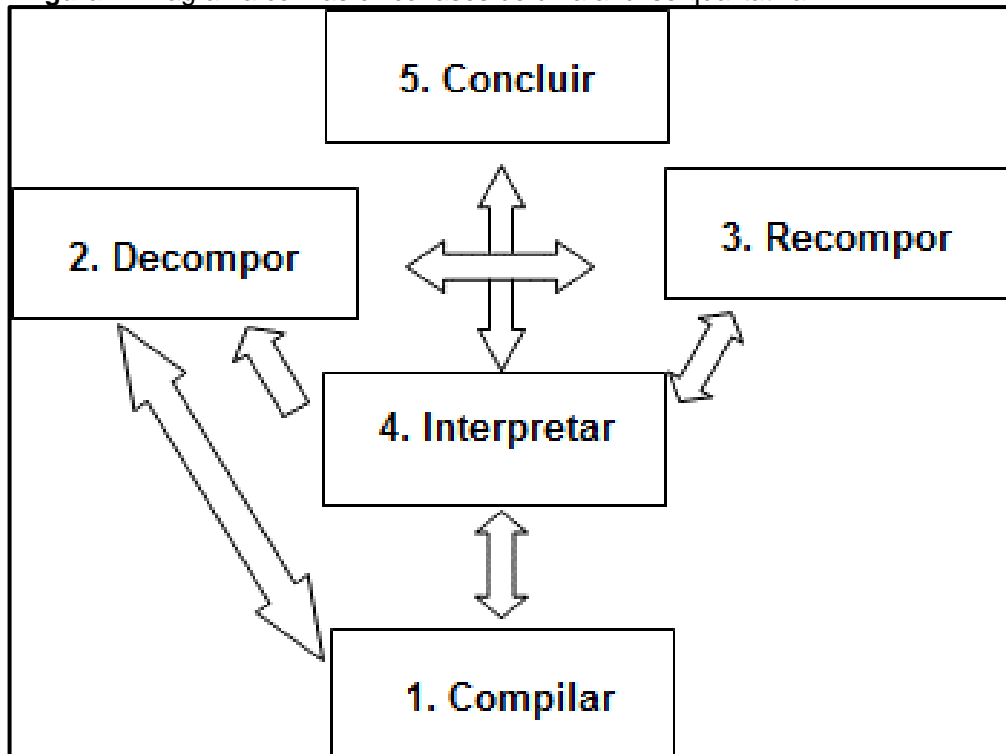 5. Concluir
2. Decompor
3. Recompor
4. Interpretar
1. Compilar